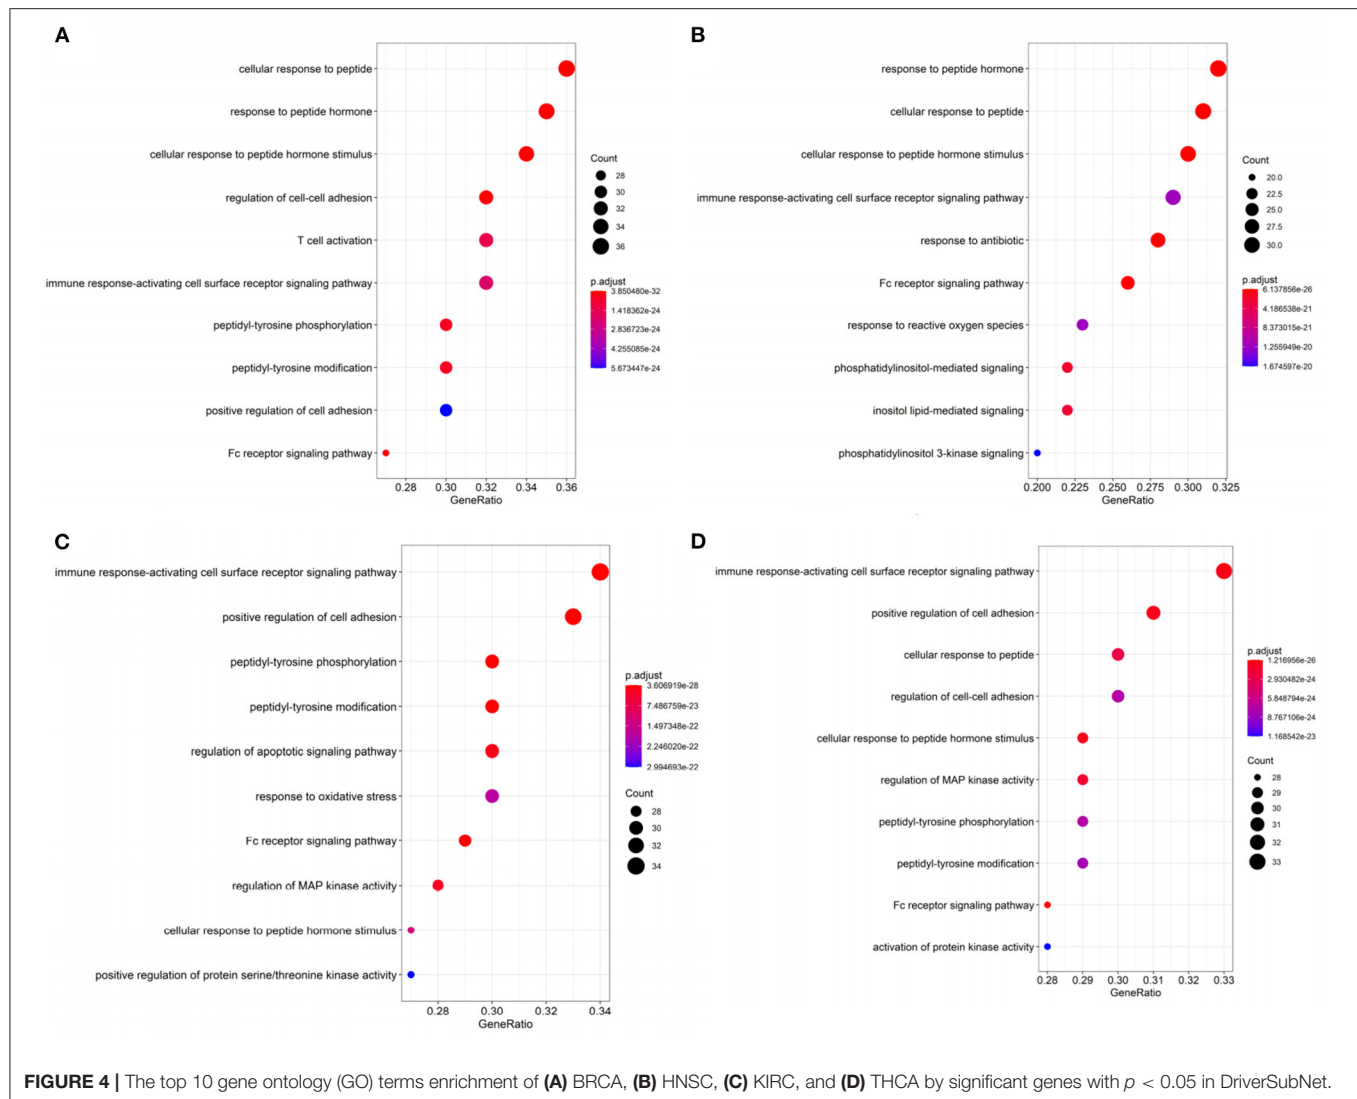 A
cellular response to peptide
response to peptide hormone
cellular response to peptide hormone stimulus
regulation of cell-cell adhesion
T cell activation
immune response-activating cell surface receptor signaling pathway
peptidyl-tyrosine phosphorylation
peptidyl-tyrosine modification
positive regulation of cell adhesion
Fc receptor signaling pathway
0.28 0.30 0.32 0.34 0.36
GeneRatio
Count
28
30
32
34
36
p.adjust
3.850480e-32
1.418362e-24
2.836723e-24
4.255085e-24
5.673447e-24
B
response to peptide hormone
cellular response to peptide
cellular response to peptide hormone stimulus
immune response-activating cell surface receptor signaling pathway
response to antibiotic
Fc receptor signaling pathway
response to reactive oxygen species
phosphatidylinositol-mediated signaling
inositol lipid-mediated signaling
phosphatidylinositol 3-kinase signaling
0.200 0.225 0.250 0.275 0.300 0.325
GeneRatio
Count
20.0
22.5
25.0
27.5
30.0
p.adjust
6.137856e-26
4.186538e-21
8.373015e-21
1.255949e-20
1.674597e-20
C
immune response-activating cell surface receptor signaling pathway
positive regulation of cell adhesion
peptidyl-tyrosine phosphorylation
peptidyl-tyrosine modification
regulation of apoptotic signaling pathway
response to oxidative stress
Fc receptor signaling pathway
regulation of MAP kinase activity
cellular response to peptide hormone stimulus
positive regulation of protein serine/threonine kinase activity
0.28 0.30 0.32 0.34
GeneRatio
p.adjust
3.606919e-28
7.486759e-23
1.497348e-22
2.246020e-22
2.994693e-22
Count
28
30
32
34
D
immune response-activating cell surface receptor signaling pathway
positive regulation of cell adhesion
cellular response to peptide
regulation of cell-cell adhesion
cellular response to peptide hormone stimulus
regulation of MAP kinase activity
peptidyl-tyrosine phosphorylation
peptidyl-tyrosine modification
Fc receptor signaling pathway
activation of protein kinase activity
0.28 0.29 0.30 0.31 0.32 0.33
GeneRatio
p.adjust
1.216956e-26
2.930482e-24
5.848794e-24
8.767106e-24
1.168542e-23
Count
28
29
30
31
32
33
FIGURE 4 | The top 10 gene ontology (GO) terms enrichment of (A) BRCA, (B) HNSC, (C) KIRC, and (D) THCA by significant genes with p < 0.05 in DriverSubNet.